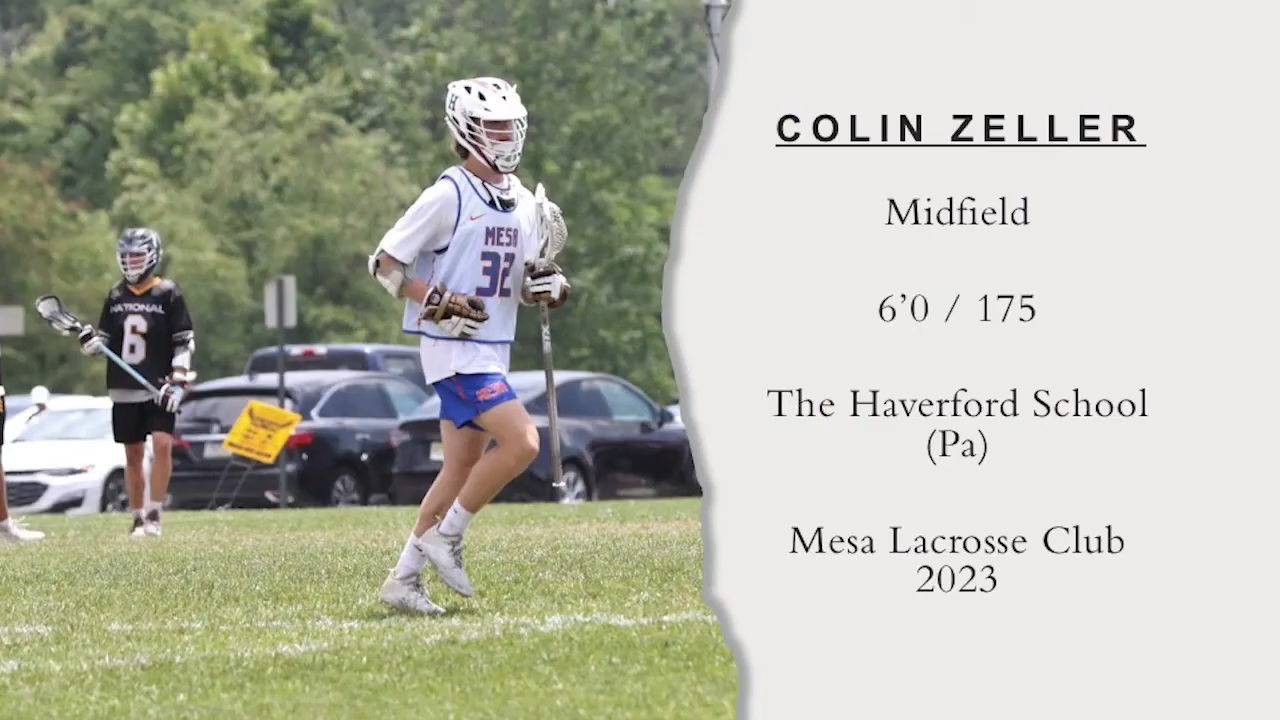 COLIN ZELLER
Midfield
6’0 / 175
The Haverford School
(Pa)
Mesa Lacrosse Club
2023
H
MESA
32
NATIONAL
6